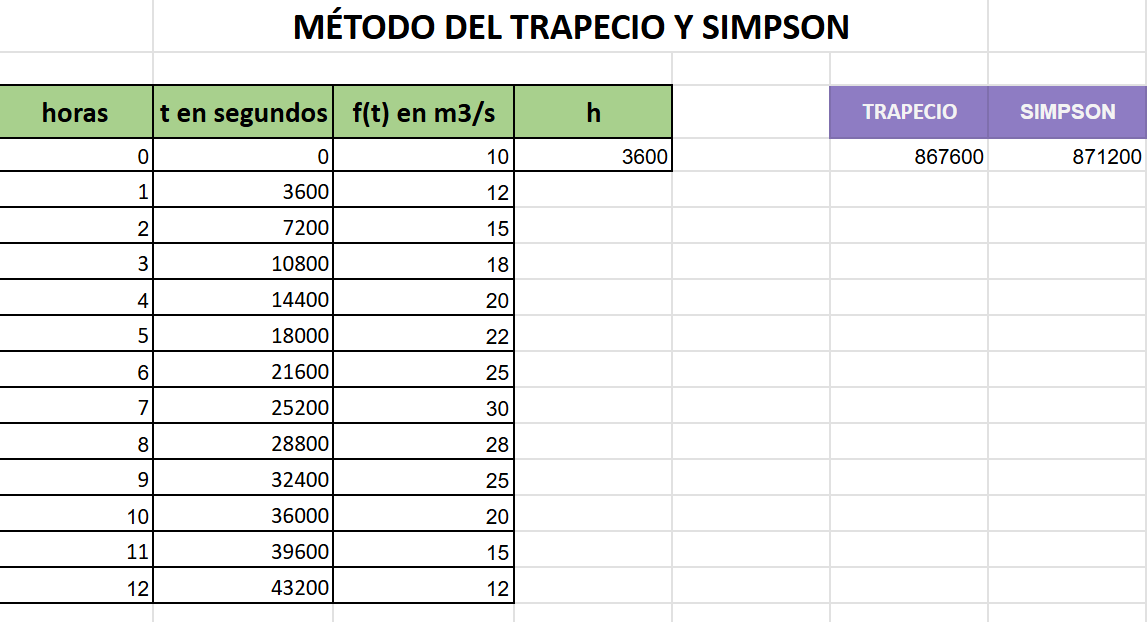 MÉTODO DEL TRAPECIO Y SIMPSON
horas t en segundos f(t) en m3/s h TRAPECIO SIMPSON
0 0 10 3600 867600 871200
1 3600 12
2 7200 15
3 10800 18
4 14400 20
5 18000 22
6 21600 25
7 25200 30
8 28800 28
9 32400 25
10 36000 20
11 39600 15
12 43200 12